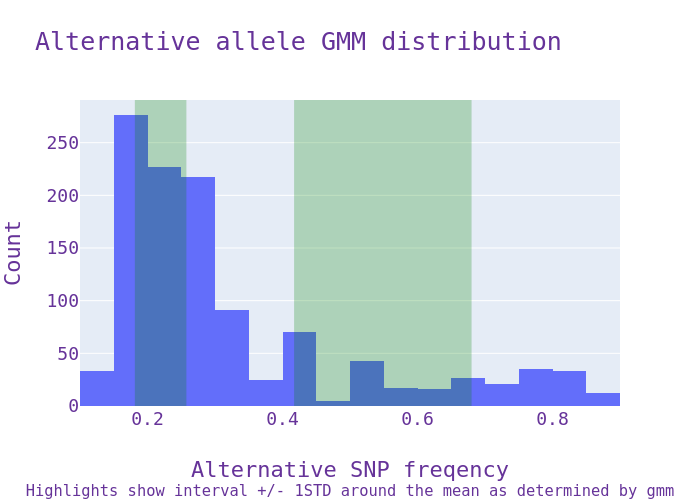 Alternative allele GMM distribution
Count
250
200
150
100
50
0
0.2 0.4 0.6 0.8
Alternative SNP freqency
Highlights show interval +/- 1STD around the mean as determined by gmm